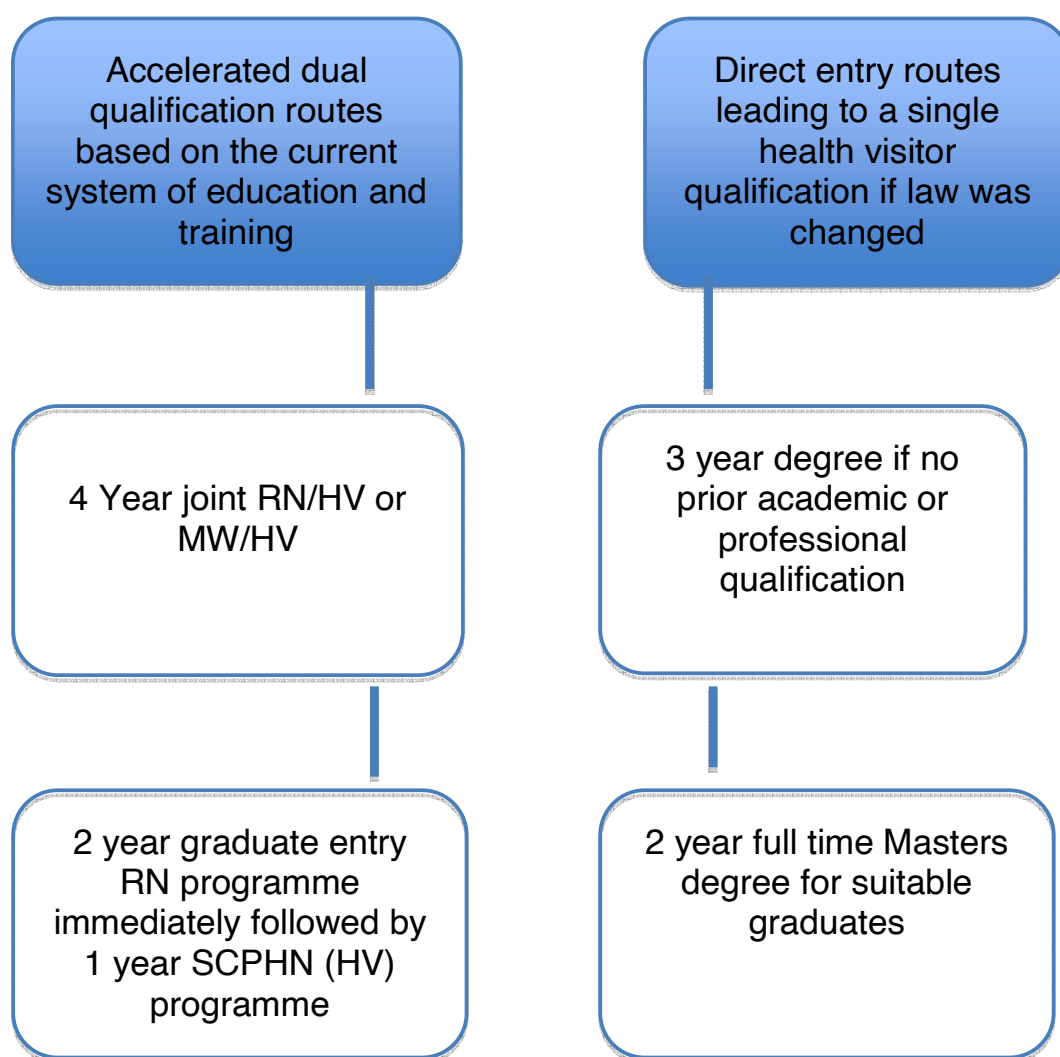 Accelerated dual
qualification routes
based on the current
system of education and
training
Direct entry routes
leading to a single
health visitor
qualification if law was
changed
4 Year joint RN/HV or
MW/HV
3 year degree if no
prior academic or
professional
qualification
2 year graduate entry
RN programme
immediately followed by
1 year SCPHN (HV)
programme
2 year full time Masters
degree for suitable
graduates